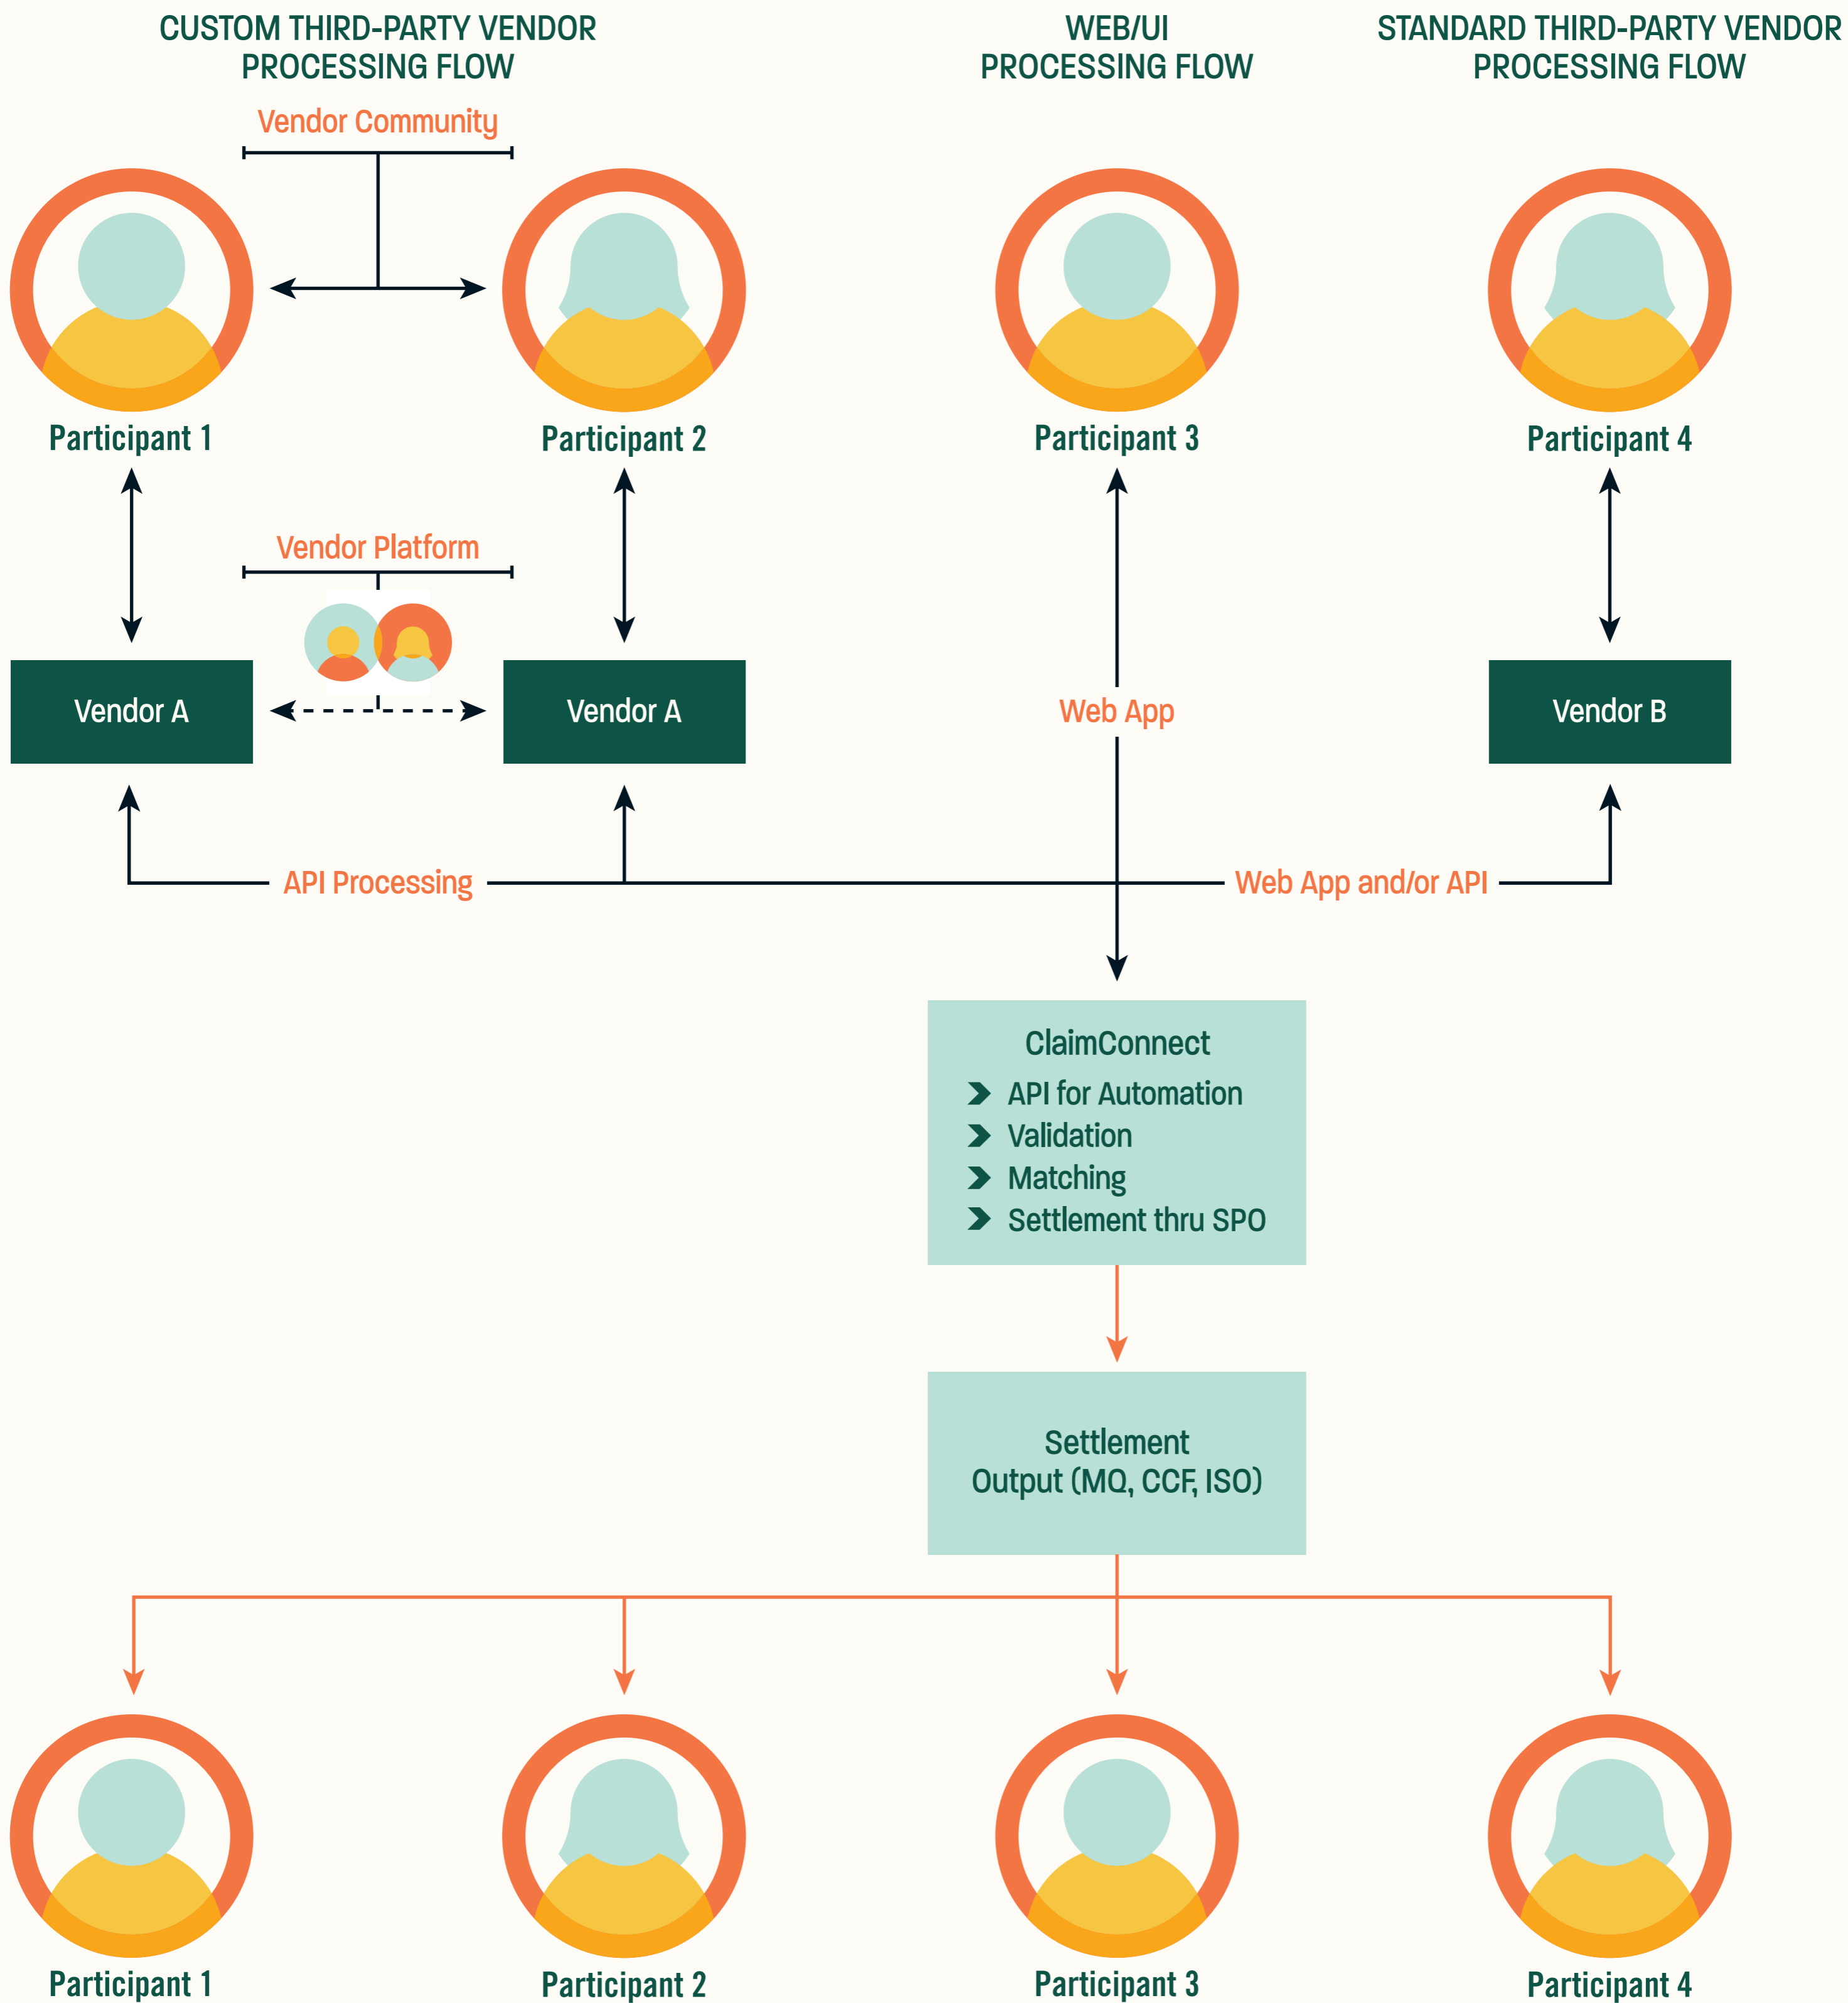 CUSTOM THIRD-PARTY VENDOR
PROCESSING FLOW
WEB/UI
PROCESSING FLOW
STANDARD THIRD-PARTY VENDOR
PROCESSING FLOW
Vendor Community
Participant 1
Participant 2
Participant 3
Participant 4
Vendor Platform
Vendor A
Vendor A
Web App
Vendor B
API Processing
Web App and/or API
ClaimConnect
API for Automation
Validation
Matching
Settlement thru SPO
Settlement
Output (MQ, CCF, ISO)
Participant 1
Participant 2
Participant 3
Participant 4